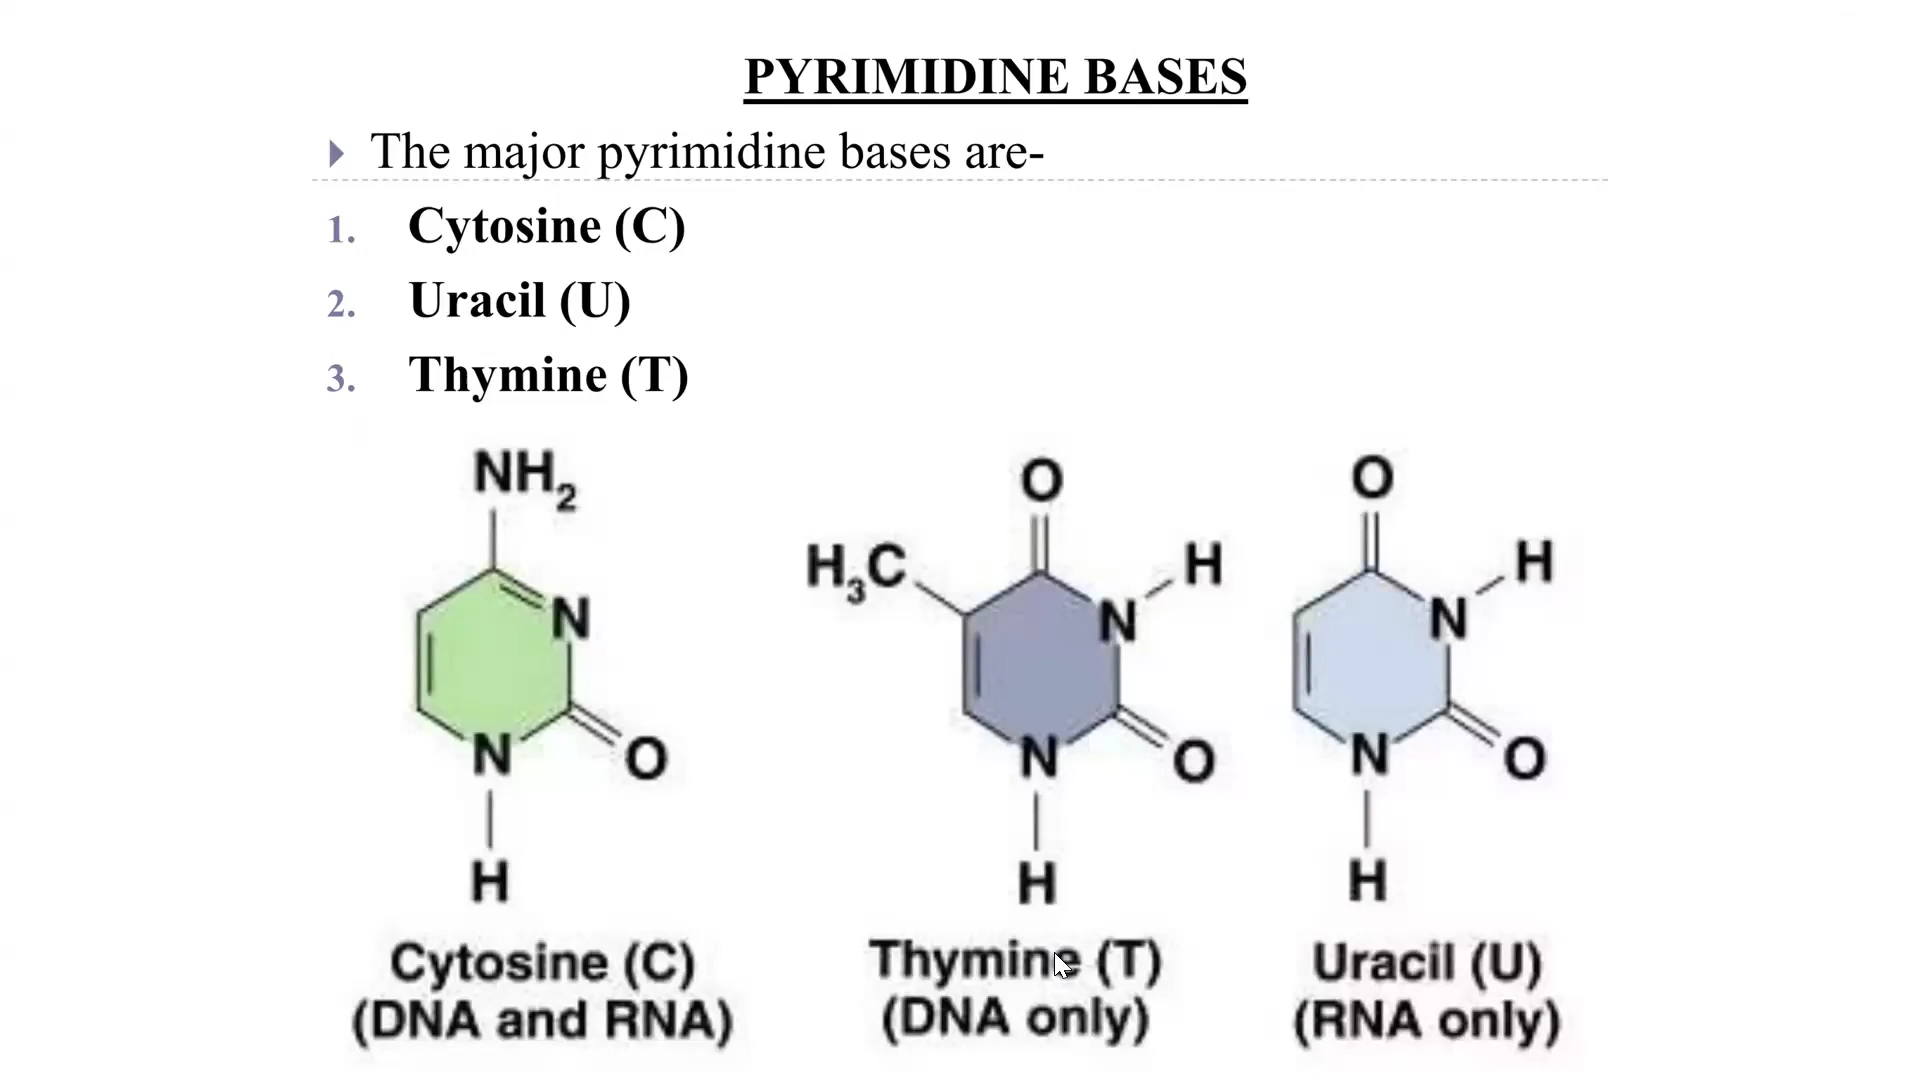 PYRIMIDINE BASES
The major pyrimidine bases are-
1. Cytosine (C)
2. Uracil (U)
3. Thymine (T)
NH₂
N
N
O
H
Cytosine (C)
(DNA and RNA)
O
H₃C
H
N
N
O
H
Thymine (T)
(DNA only)
O
H
N
N
O
H
Uracil (U)
(RNA only)